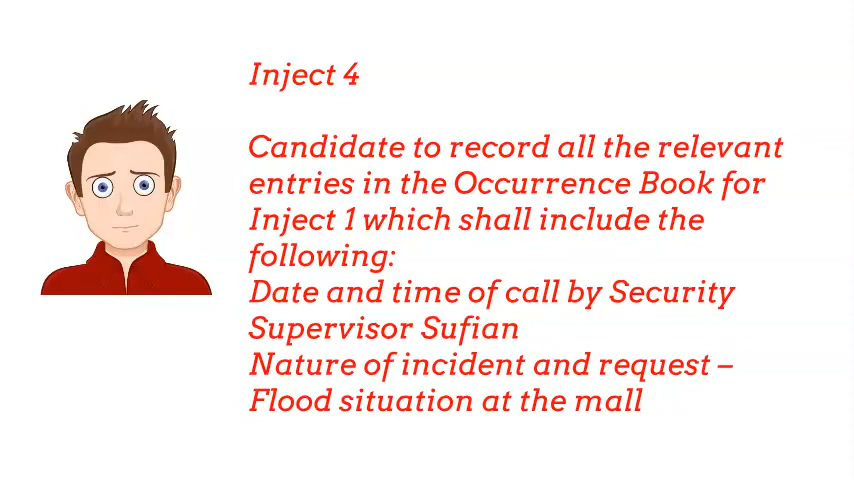 Inject 4
Candidate to record all the relevant
entries in the Occurrence Book for
Inject 1 which shall include the
following:
Date and time of call by Security
Supervisor Sufian
Nature of incident and request –
Flood situation at the mall